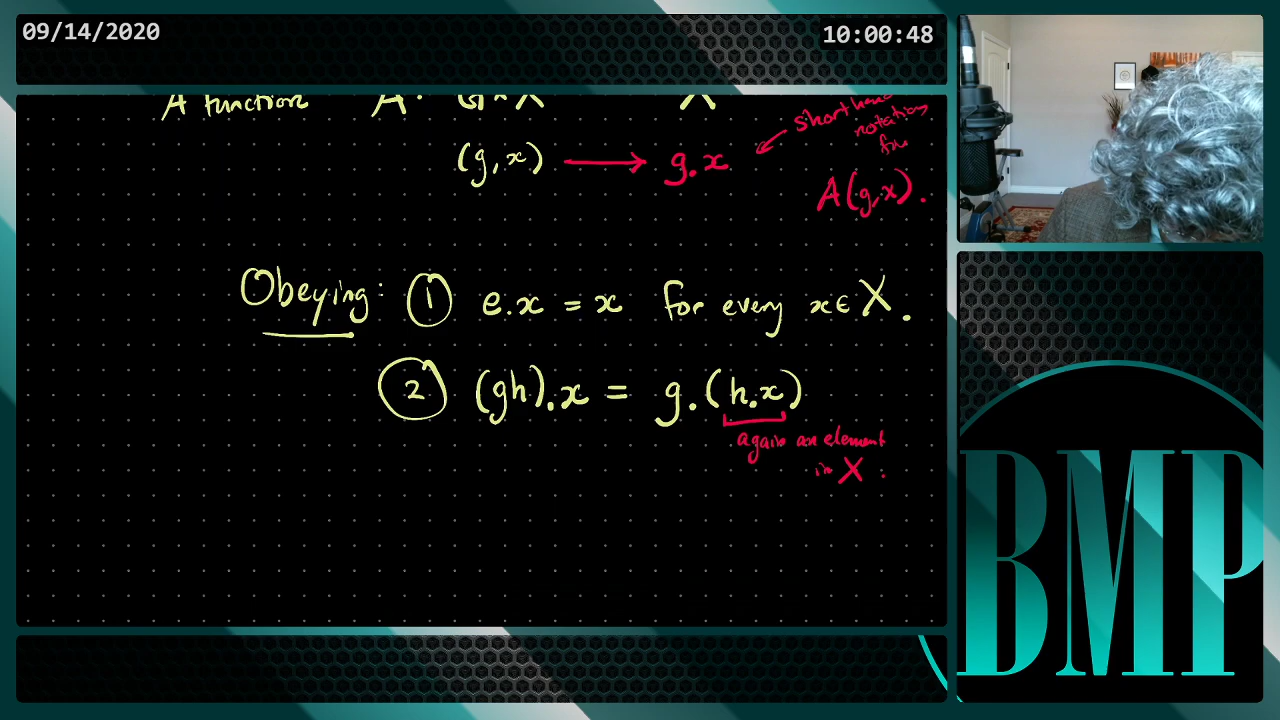 09/14/2020
10:00:48
A function A: G × X X
(g,x) ⟶ g.x
shorthand
notation
for
A(g,x).
Obeying: ① e.x = x for every x∈X.
② (gh).x = g.(h.x)
again an element
in X.
BMP